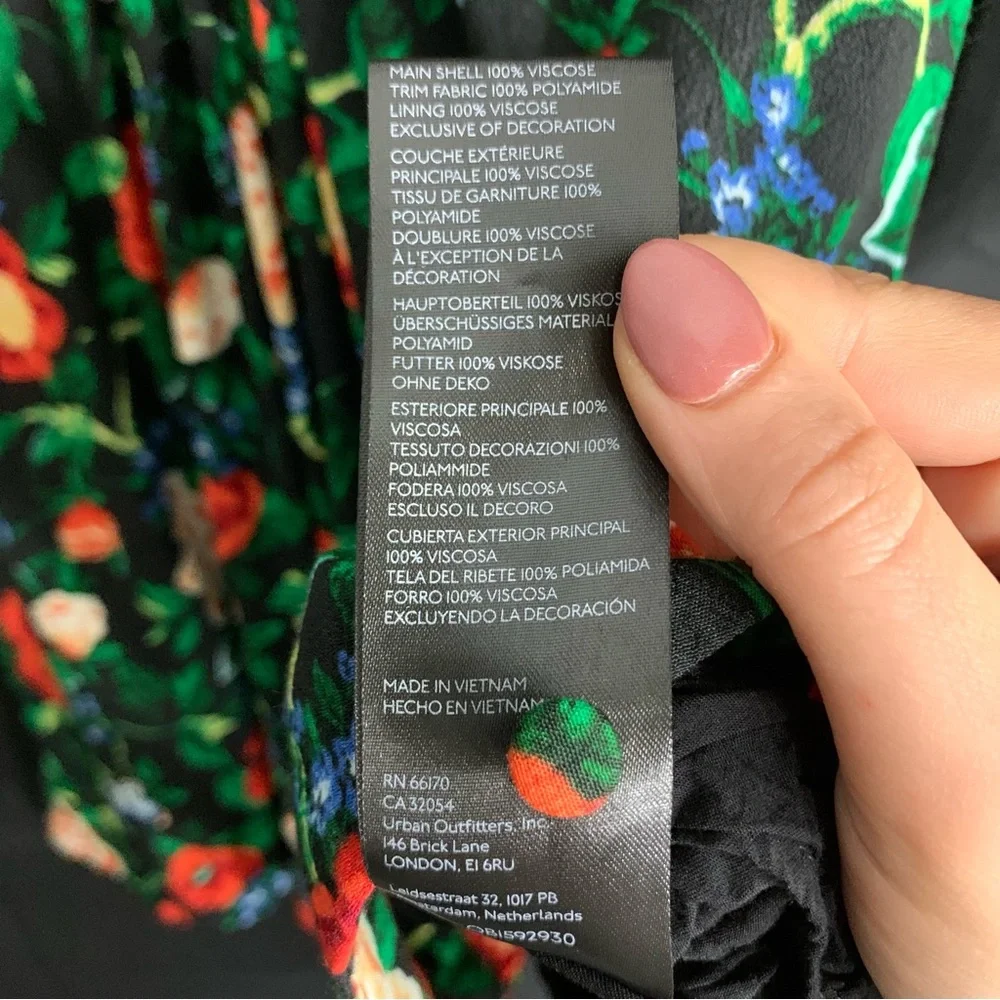 MAIN SHELL 100% VISCOSE
TRIM FABRIC 100% POLYAMIDE
LINING 100% VISCOSE
EXCLUSIVE OF DECORATION
COUCHE EXTÉRIEURE
PRINCIPALE 100% VISCOSE
TISSU DE GARNITURE 100%
POLYAMIDE
DOUBLURE 100% VISCOSE
À L'EXCEPTION DE LA
DÉCORATION
HAUPTOBERTEIL 100% VISKOS
ÜBERSCHÜSSIGES MATERIAL
POLYAMID
FUTTER 100% VISKOSE
OHNE DEKO
ESTERIORE PRINCIPALE 100%
VISCOSA
TESSUTO DECORAZIONI 100%
POLIAMMIDE
FODERA 100% VISCOSA
ESCLUSO IL DECORO
CUBIERTA EXTERIOR PRINCIPAL
100% VISCOSA
TELA DEL RIBETE 100% POLIAMIDA
FORRO 100% VISCOSA
EXCLUYENDO LA DECORACIÓN
MADE IN VIETNAM
HECHO EN VIETNAM
RN 66170
CA 32054
Urban Outfitters, Inc.
146 Brick Lane
LONDON, E1 6RU
Leidsestraat 32, 1017 PB
sterdam, Netherlands
OB1592930